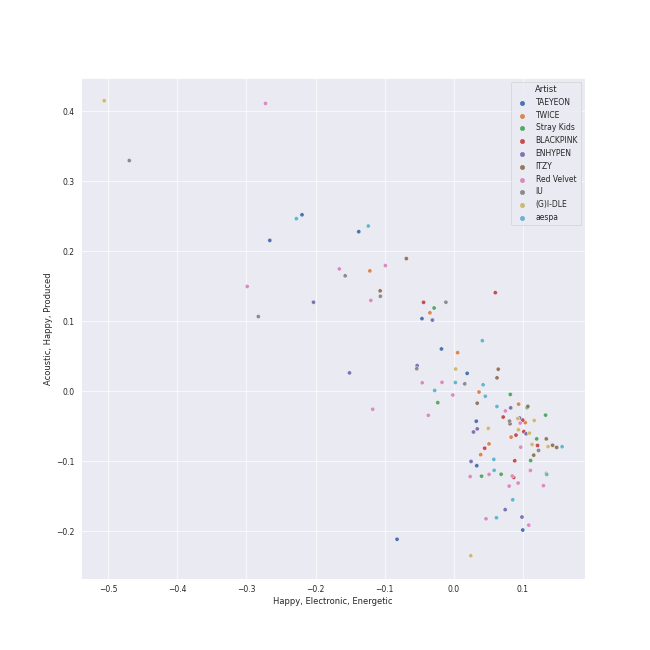 Artist
TAEYEON
TWICE
Stray Kids
BLACKPINK
ENHYPEN
ITZY
Red Velvet
IU
(G)I-DLE
aespa
0.4
0.3
0.2
0.1
0.0
−0.1
−0.2
Acoustic, Happy, Produced
−0.5 −0.4 −0.3 −0.2 −0.1 0.0 0.1
Happy, Electronic, Energetic